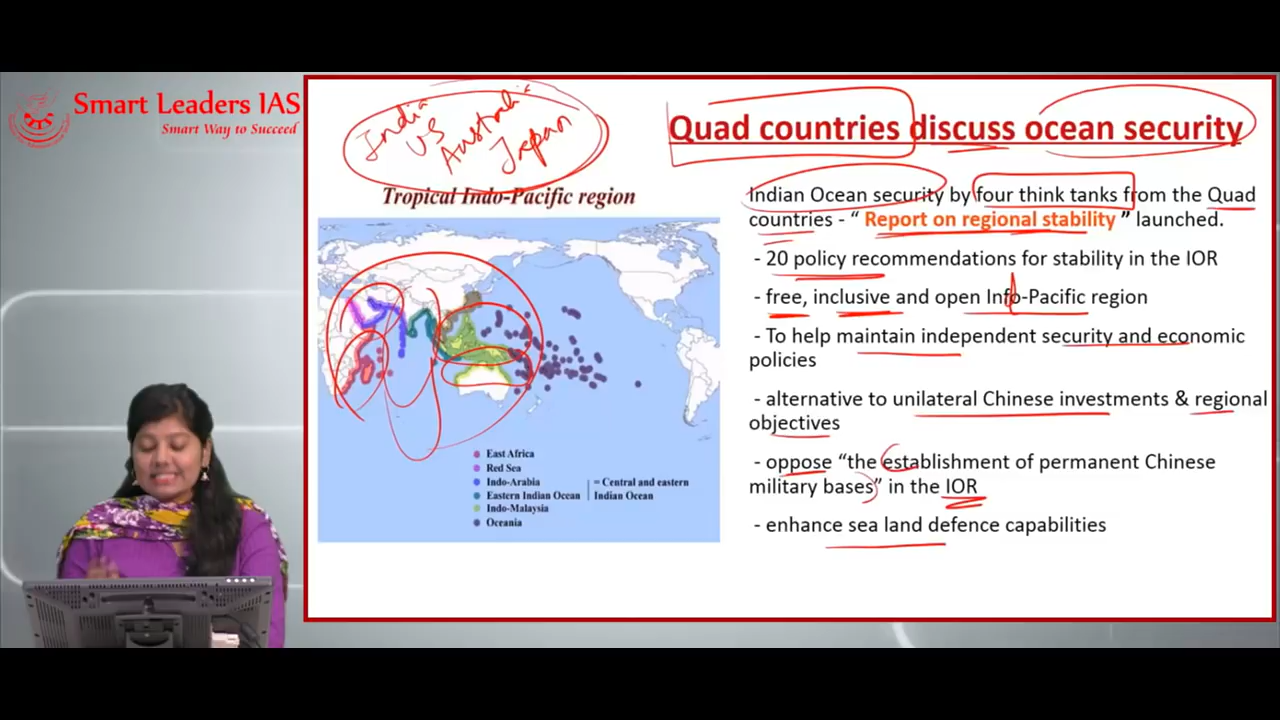 Smart Leaders IAS
Smart Way to Succeed
India
US
Australia
Japan
Tropical Indo-Pacific region
East Africa
Red Sea
Indo-Arabia
Eastern Indian Ocean
Indo-Malaysia
Oceania
= Central and eastern
Indian Ocean
Quad countries discuss ocean security
Indian Ocean security by four think tanks from the Quad
countries - “ Report on regional stability ” launched.
- 20 policy recommendations for stability in the IOR
- free, inclusive and open Info-Pacific region
- To help maintain independent security and economic
policies
- alternative to unilateral Chinese investments & regional
objectives
- oppose “the establishment of permanent Chinese
military bases” in the IOR
- enhance sea land defence capabilities